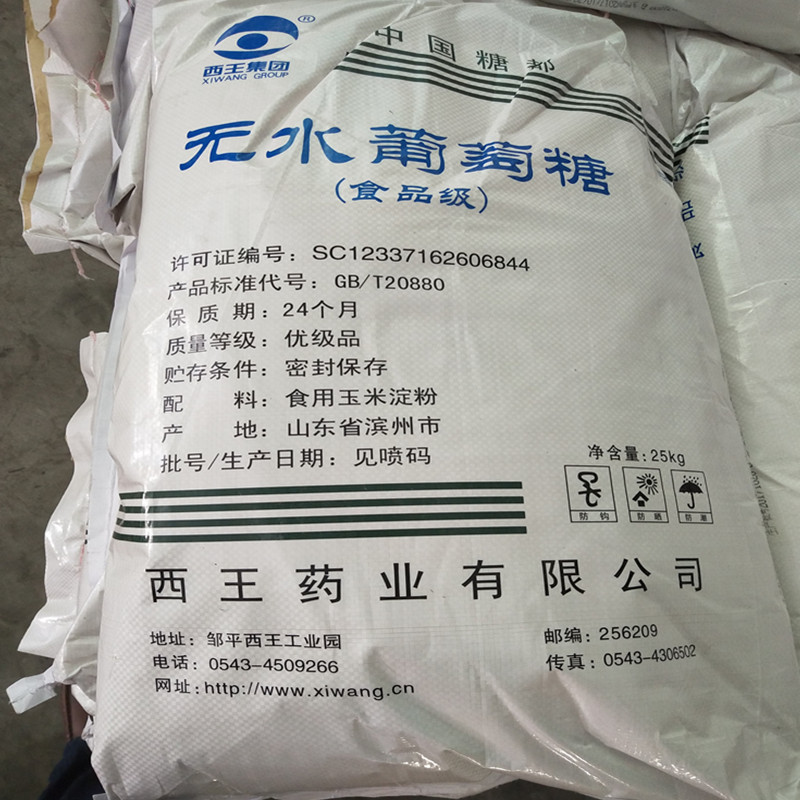 ®
西王集团
XIWANG GROUP
中国糖都
无水葡萄糖
(食品级)
许可证编号：SC12337162606844
产品标准代号：GB/T20880
保 质 期：24个月
质量等级：优级品
贮存条件：密封保存
配 料：食用玉米淀粉
产 地：山东省滨州市
批号/生产日期：见喷码
净含量：25kg
防钩 防晒 防潮
西王药业有限公司
地址：邹平西王工业园 邮编：256209
电话：0543-4509266 传真：0543-4306502
网址：http://www.xiwang.cn